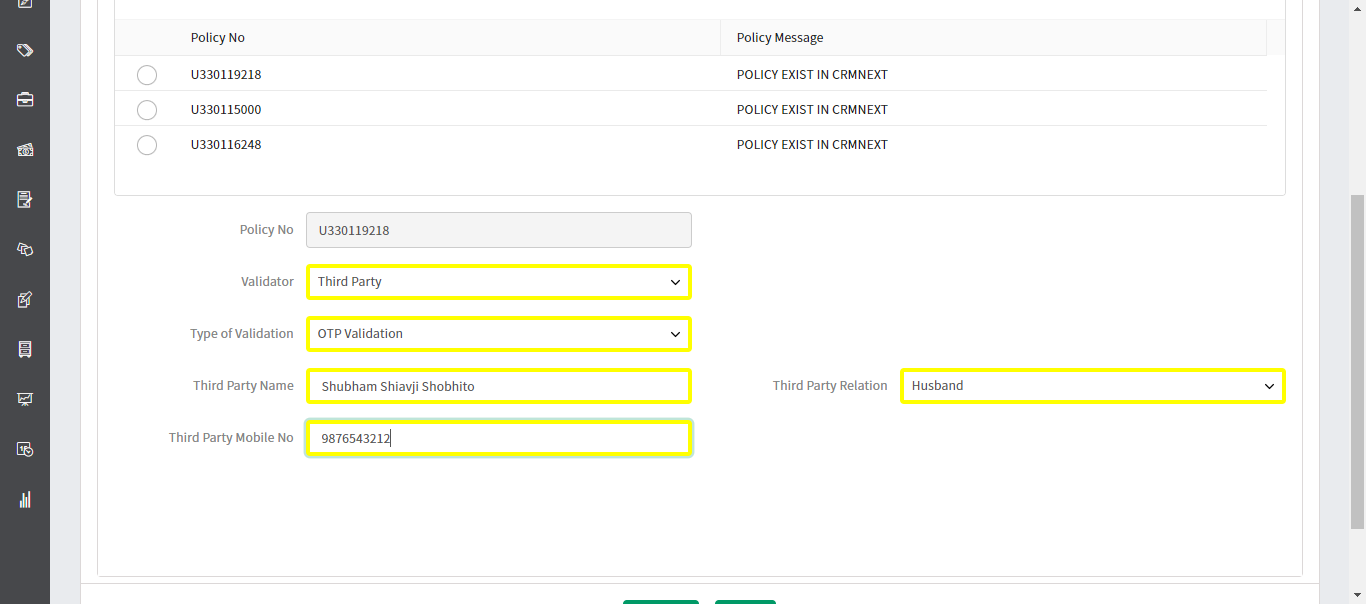 Policy No Policy Message
U330119218 POLICY EXIST IN CRMNEXT
U330115000 POLICY EXIST IN CRMNEXT
U330116248 POLICY EXIST IN CRMNEXT
Policy No U330119218
Validator Third Party
Type of Validation OTP Validation
Third Party Name Shubham Shiavji Shobhito Third Party Relation Husband
Third Party Mobile No 9876543212